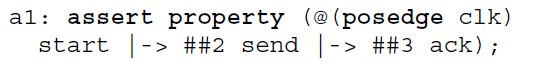 a1: assert property (@(posedge clk)
start |-> ##2 send |-> ##3 ack);